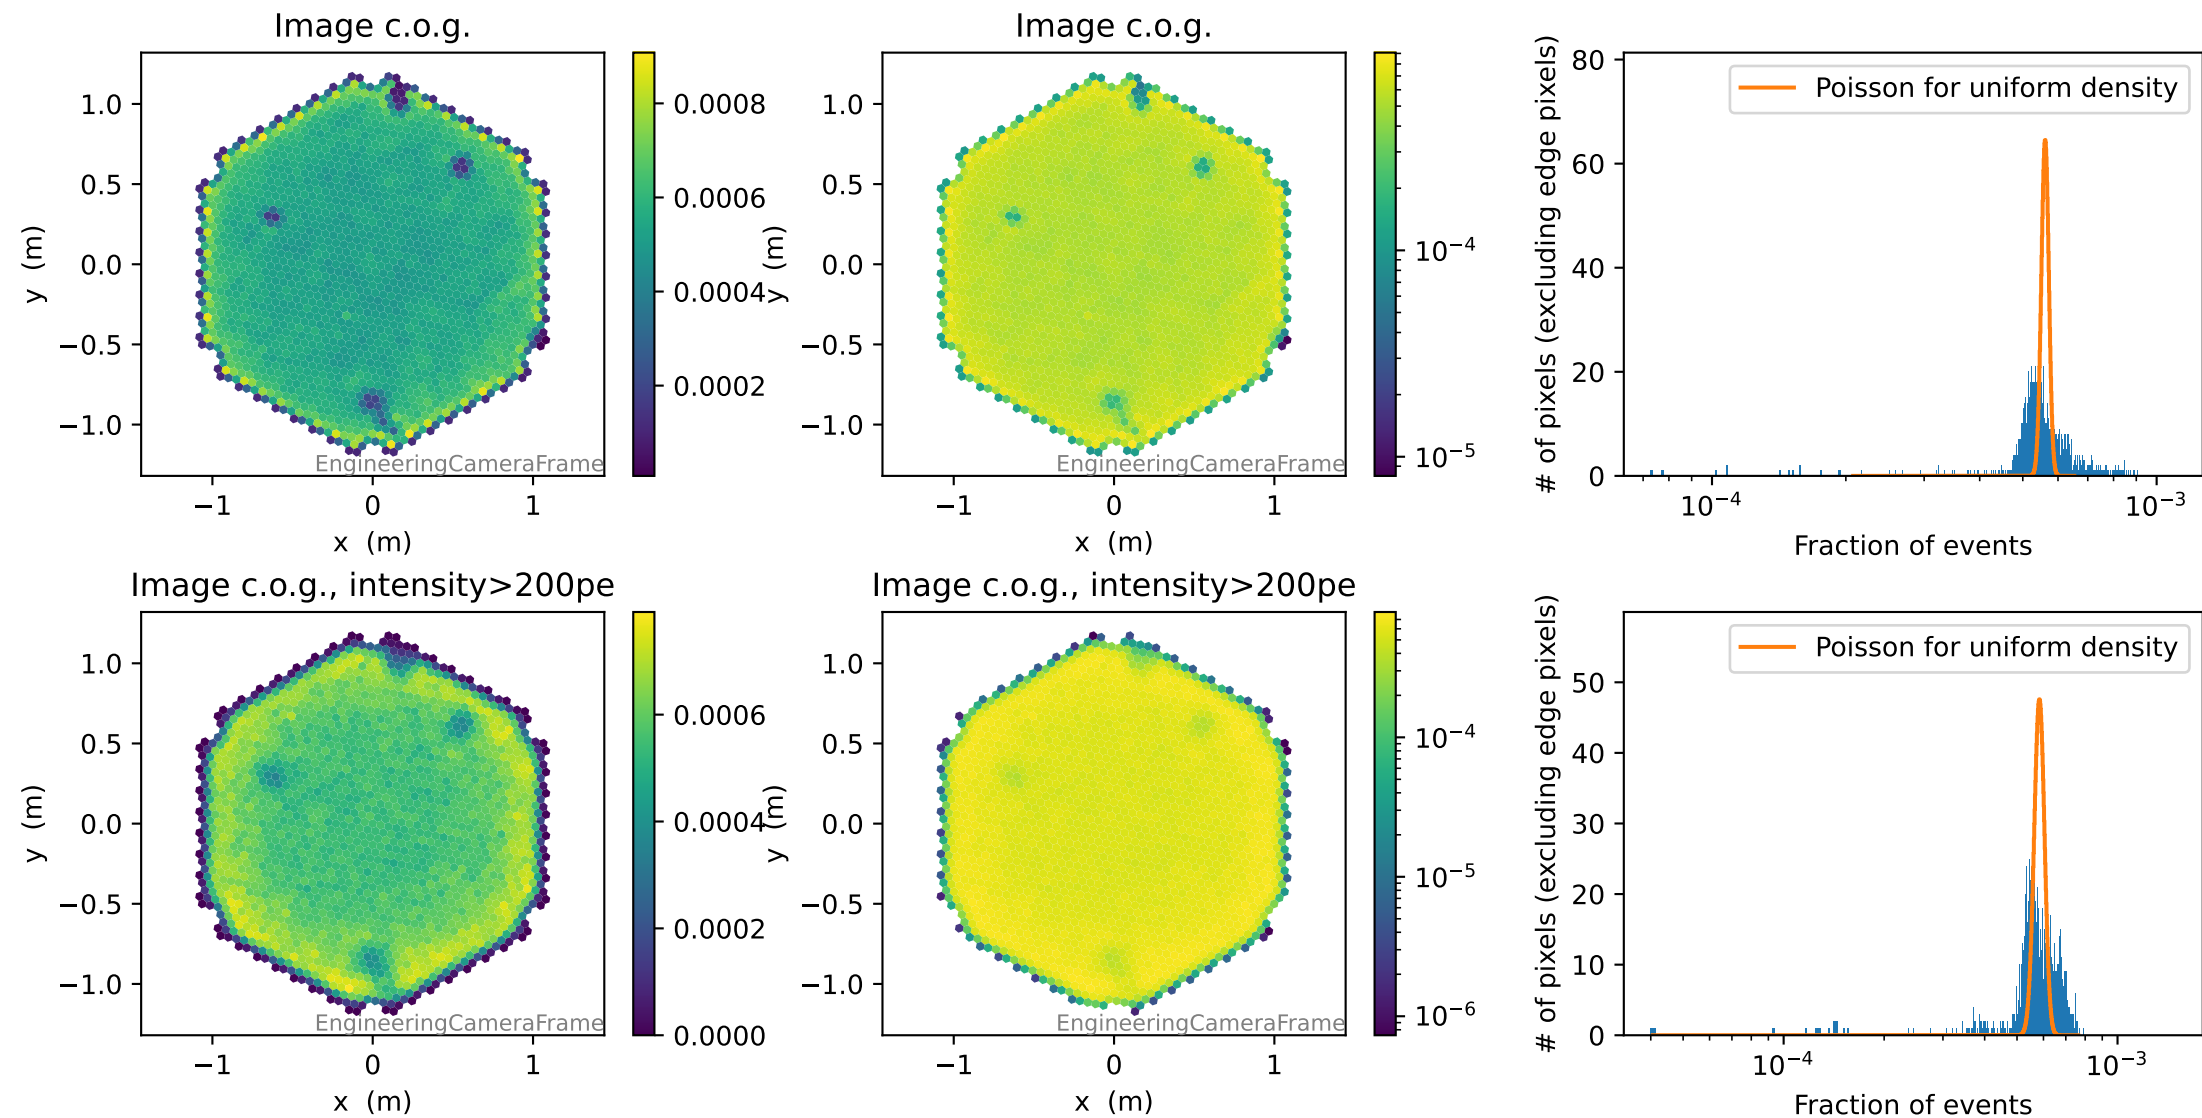 Image c.o.g.
1.0
0.5
0.0
−0.5
−1.0
y (m)
−1
0
1
x (m)
EngineeringCameraFrame
0.0008
0.0006
0.0004
0.0002
Image c.o.g.
1.0
0.5
0.0
−0.5
−1.0
y (m)
−1
0
1
x (m)
EngineeringCameraFrame
10⁻⁴
10⁻⁵
Poisson for uniform density
80
60
40
20
0
# of pixels (excluding edge pixels)
10⁻⁴
10⁻³
Fraction of events
Image c.o.g., intensity>200pe
1.0
0.5
0.0
−0.5
−1.0
y (m)
−1
0
1
x (m)
EngineeringCameraFrame
0.0006
0.0004
0.0002
0.0000
Image c.o.g., intensity>200pe
1.0
0.5
0.0
−0.5
−1.0
y (m)
−1
0
1
x (m)
EngineeringCameraFrame
10⁻⁴
10⁻⁵
10⁻⁶
Poisson for uniform density
50
40
30
20
10
0
# of pixels (excluding edge pixels)
10⁻⁴
10⁻³
Fraction of events